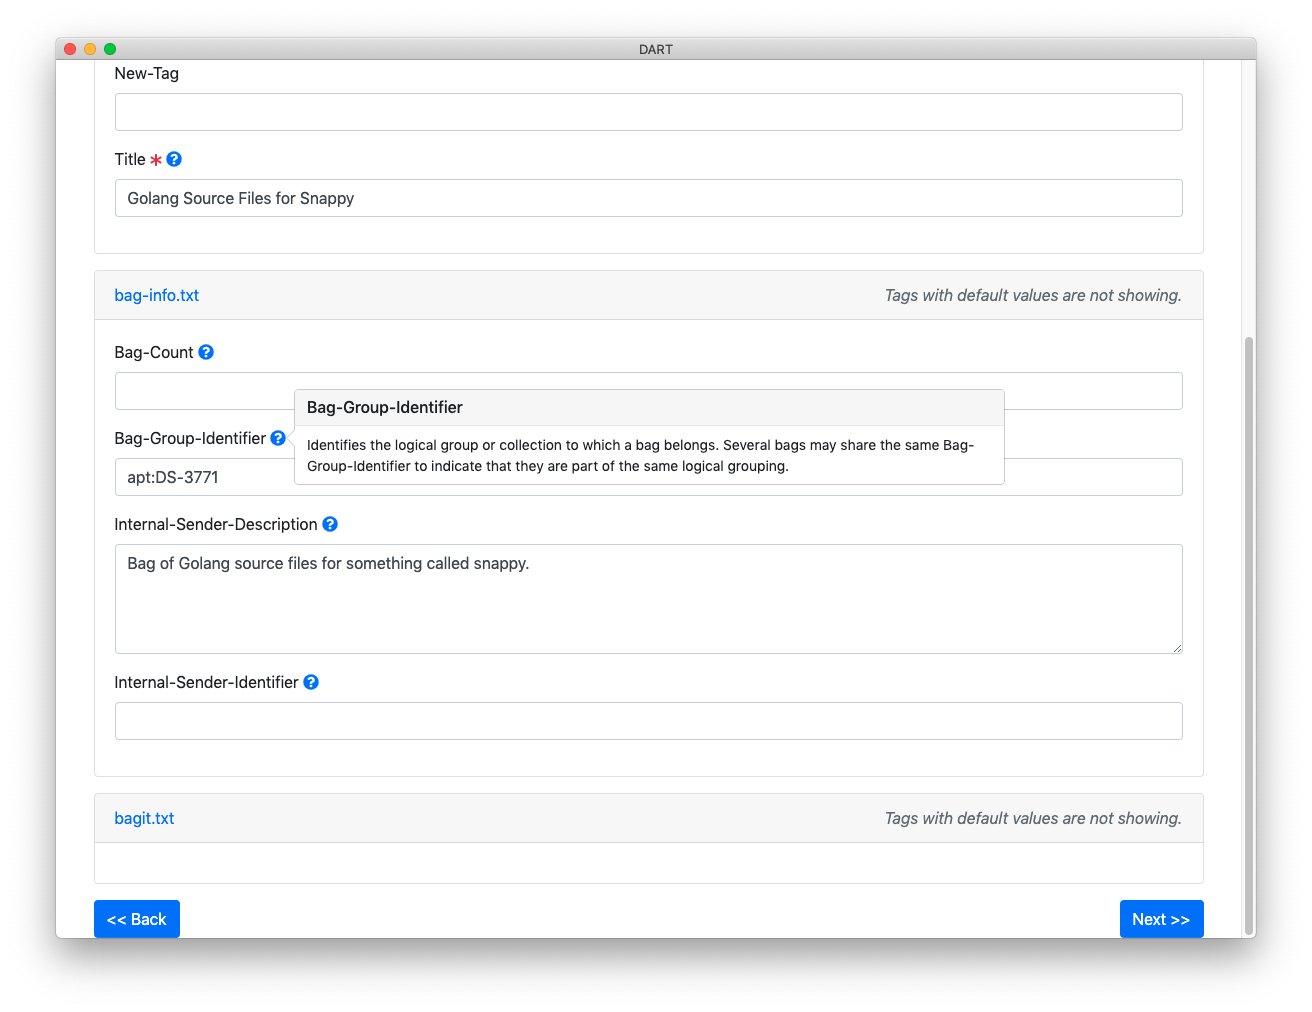 DART
New-Tag
Title *
Golang Source Files for Snappy
bag-info.txt Tags with default values are not showing.
Bag-Count
Bag-Group-Identifier
Bag-Group-Identifier
Identifies the logical group or collection to which a bag belongs. Several bags may share the same Bag-
Group-Identifier to indicate that they are part of the same logical grouping.
apt:DS-3771
Internal-Sender-Description
Bag of Golang source files for something called snappy.
Internal-Sender-Identifier
bagit.txt Tags with default values are not showing.
<< Back Next >>